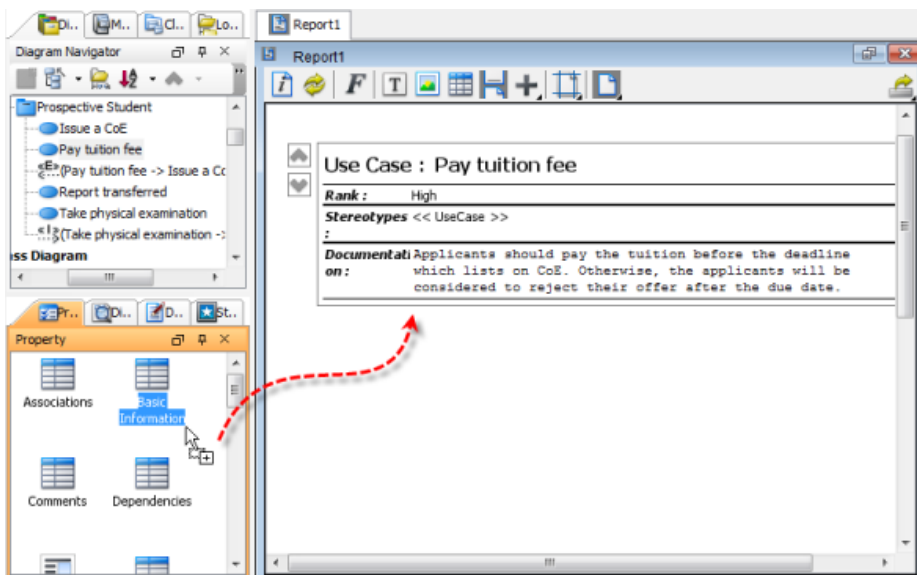 Di..
M..
Cl..
Lo..
Diagram Navigator
Prospective Student
Issue a CoE
Pay tuition fee
<E>...(Pay tuition fee -> Issue a Co
Report transferred
Take physical examination
(Take physical examination ->
ss Diagram
Pr..
Di..
D..
St..
Property
Associations
Basic
Information
Comments
Dependencies
Report1
Report1
i F T
Use Case : Pay tuition fee
Rank : High
Stereotypes << UseCase >>
:
Documentati Applicants should pay the tuition before the deadline
on : which lists on CoE. Otherwise, the applicants will be
considered to reject their offer after the due date.